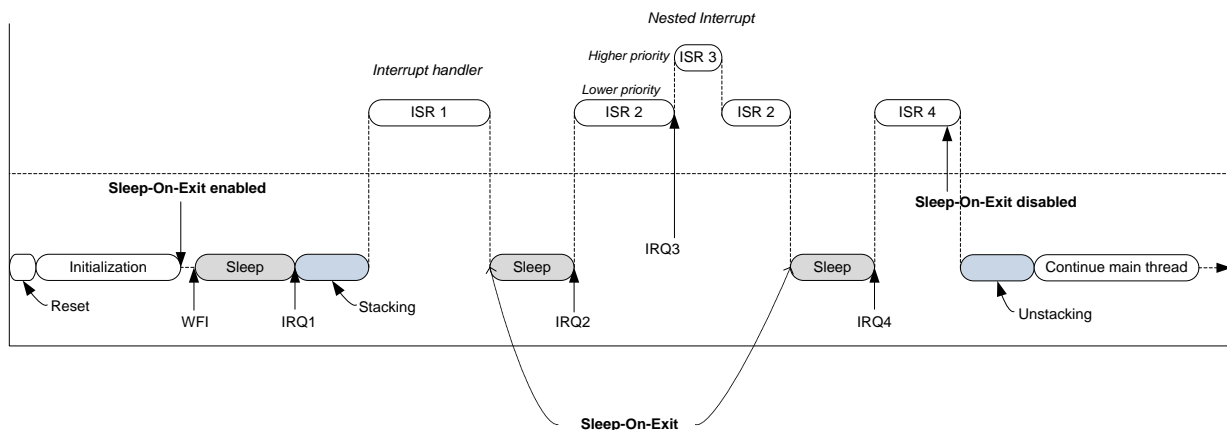 Nested Interrupt
Higher priority
ISR 3
Interrupt handler
Lower priority
ISR 1
ISR 2
ISR 2
ISR 4
Sleep-On-Exit enabled
Sleep-On-Exit disabled
IRQ3
Initialization
Sleep
Sleep
Sleep
Continue main thread
Reset
Stacking
Unstacking
WFI
IRQ1
IRQ2
IRQ4
Sleep-On-Exit